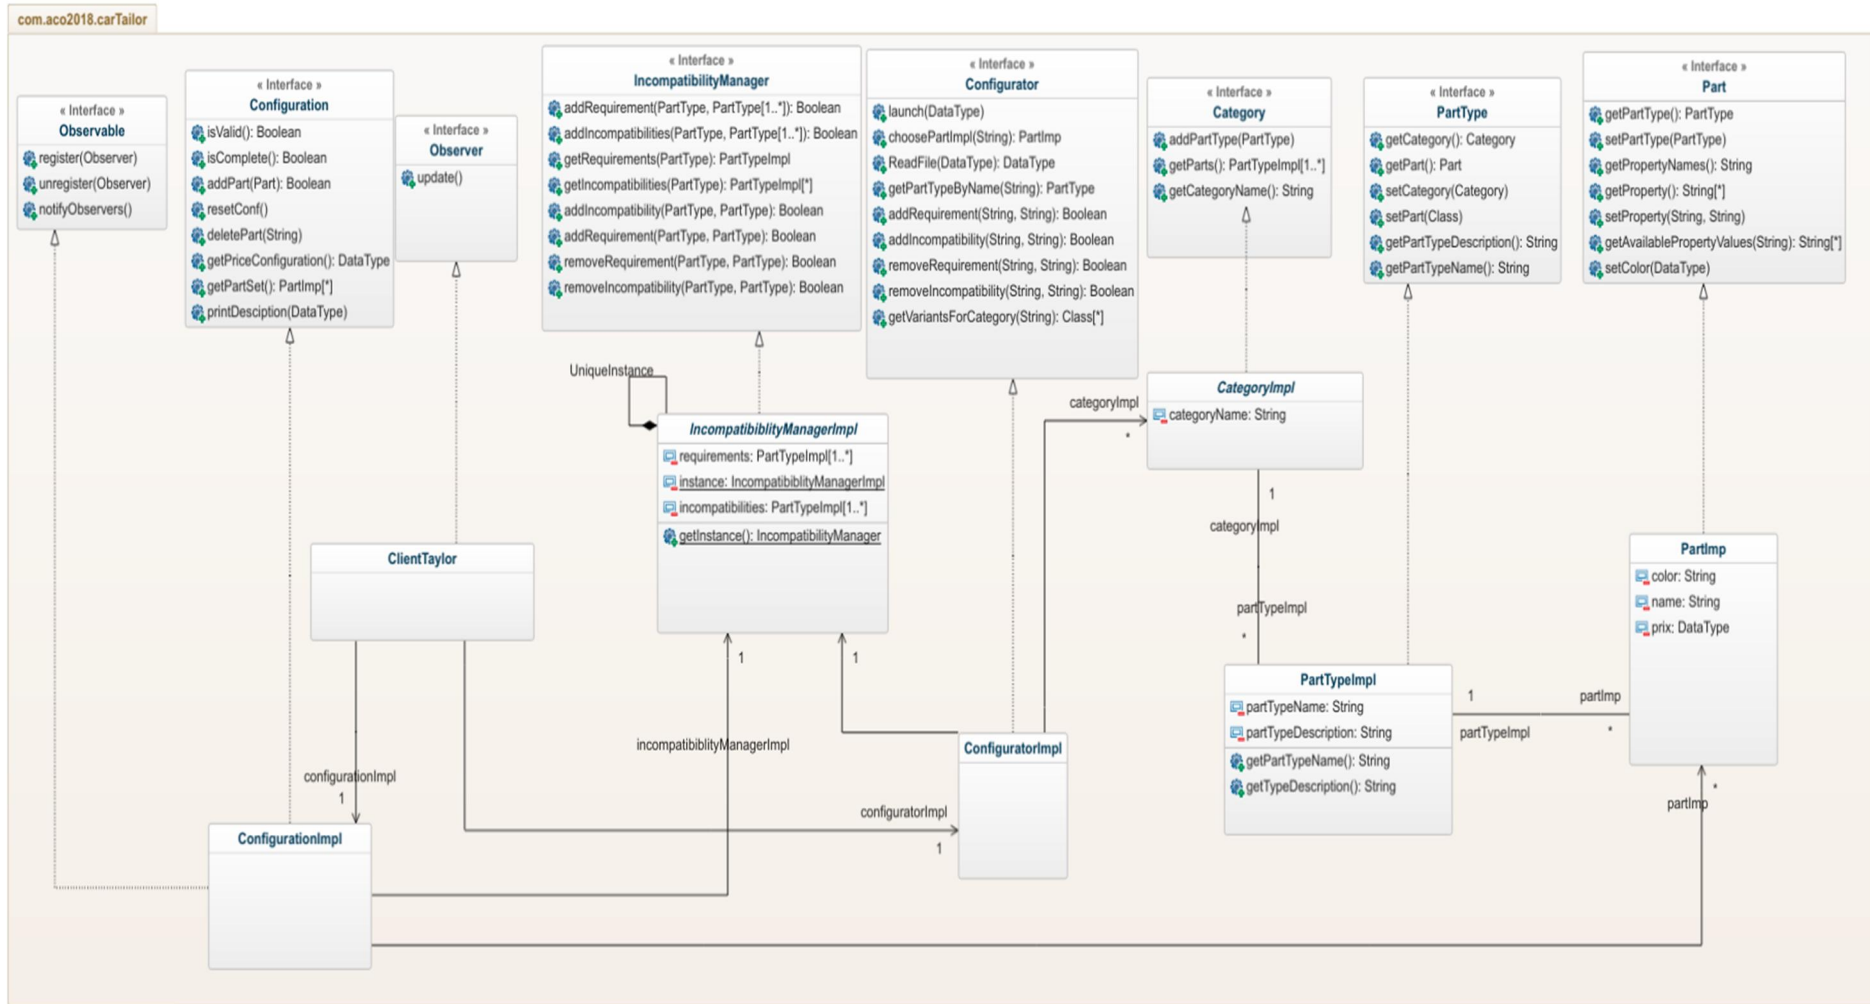 com.aco2018.carTailor
« Interface »
Observable
register(Observer)
unregister(Observer)
notifyObservers()
« Interface »
Configuration
isValid(): Boolean
isComplete(): Boolean
addPart(Part): Boolean
resetConf()
deletePart(String)
getPriceConfiguration(): DataType
getPartSet(): PartImp[*]
printDesciption(DataType)
« Interface »
Observer
update()
« Interface »
IncompatibilityManager
addRequirement(PartType, PartType[1..*]): Boolean
addIncompatibilities(PartType, PartType[1..*]): Boolean
getRequirements(PartType): PartTypeImpl
getIncompatibilities(PartType): PartTypeImpl[*]
addIncompatibility(PartType, PartType): Boolean
addRequirement(PartType, PartType): Boolean
removeRequirement(PartType, PartType): Boolean
removeIncompatibility(PartType, PartType): Boolean
« Interface »
Configurator
launch(DataType)
choosePartImpl(String): PartImp
ReadFile(DataType): DataType
getPartTypeByName(String): PartType
addRequirement(String, String): Boolean
addIncompatibility(String, String): Boolean
removeRequirement(String, String): Boolean
removeIncompatibility(String, String): Boolean
getVariantsForCategory(String): Class[*]
« Interface »
Category
addPartType(PartType)
getParts(): PartTypeImpl[1..*]
getCategoryName(): String
« Interface »
PartType
getCategory(): Category
getPart(): Part
setCategory(Category)
setPart(Class)
getPartTypeDescription(): String
getPartTypeName(): String
« Interface »
Part
getPartType(): PartType
setPartType(PartType)
getPropertyNames(): String
getProperty(): String[*]
setProperty(String, String)
getAvailablePropertyValues(String): String[*]
setColor(DataType)
UniqueInstance
IncompatibiblityManagerImpl
requirements: PartTypeImpl[1..*]
instance: IncompatibiblityManagerImpl
incompatibilities: PartTypeImpl[1..*]
getInstance(): IncompatibilityManager
categoryImpl
*
CategoryImpl
categoryName: String
1
categoryImpl
partTypeImpl
*
ClientTaylor
PartImp
color: String
name: String
prix: DataType
1
1
PartTypeImpl
partTypeName: String
partTypeDescription: String
getPartTypeName(): String
getTypeDescription(): String
1
partImp
partTypeImpl
*
incompatibiblityManagerImpl
ConfiguratorImpl
configurationImpl
1
configuratorImpl
1
*
partImp
ConfigurationImpl